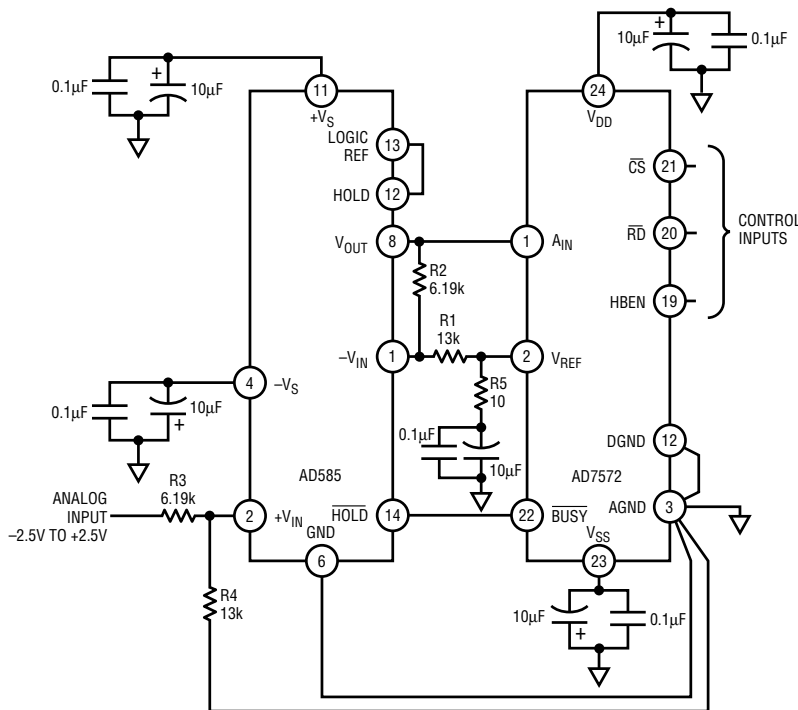 10µF
0.1µF
+
24
VDD
0.1µF
10µF
+
11
+VS
LOGIC
REF
13
HOLD
12
VOUT
8
1
AIN
R2
6.19k
R1
13k
–VIN
1
2
VREF
R5
10
0.1µF
10µF
CS
21
RD
20
HBEN
19
CONTROL
INPUTS
4
–VS
0.1µF
10µF
+
DGND
12
AD585
AD7572
AGND
3
ANALOG
INPUT
–2.5V TO +2.5V
R3
6.19k
2
+VIN
HOLD
14
22
BUSY
GND
6
VSS
23
R4
13k
10µF
+
0.1µF